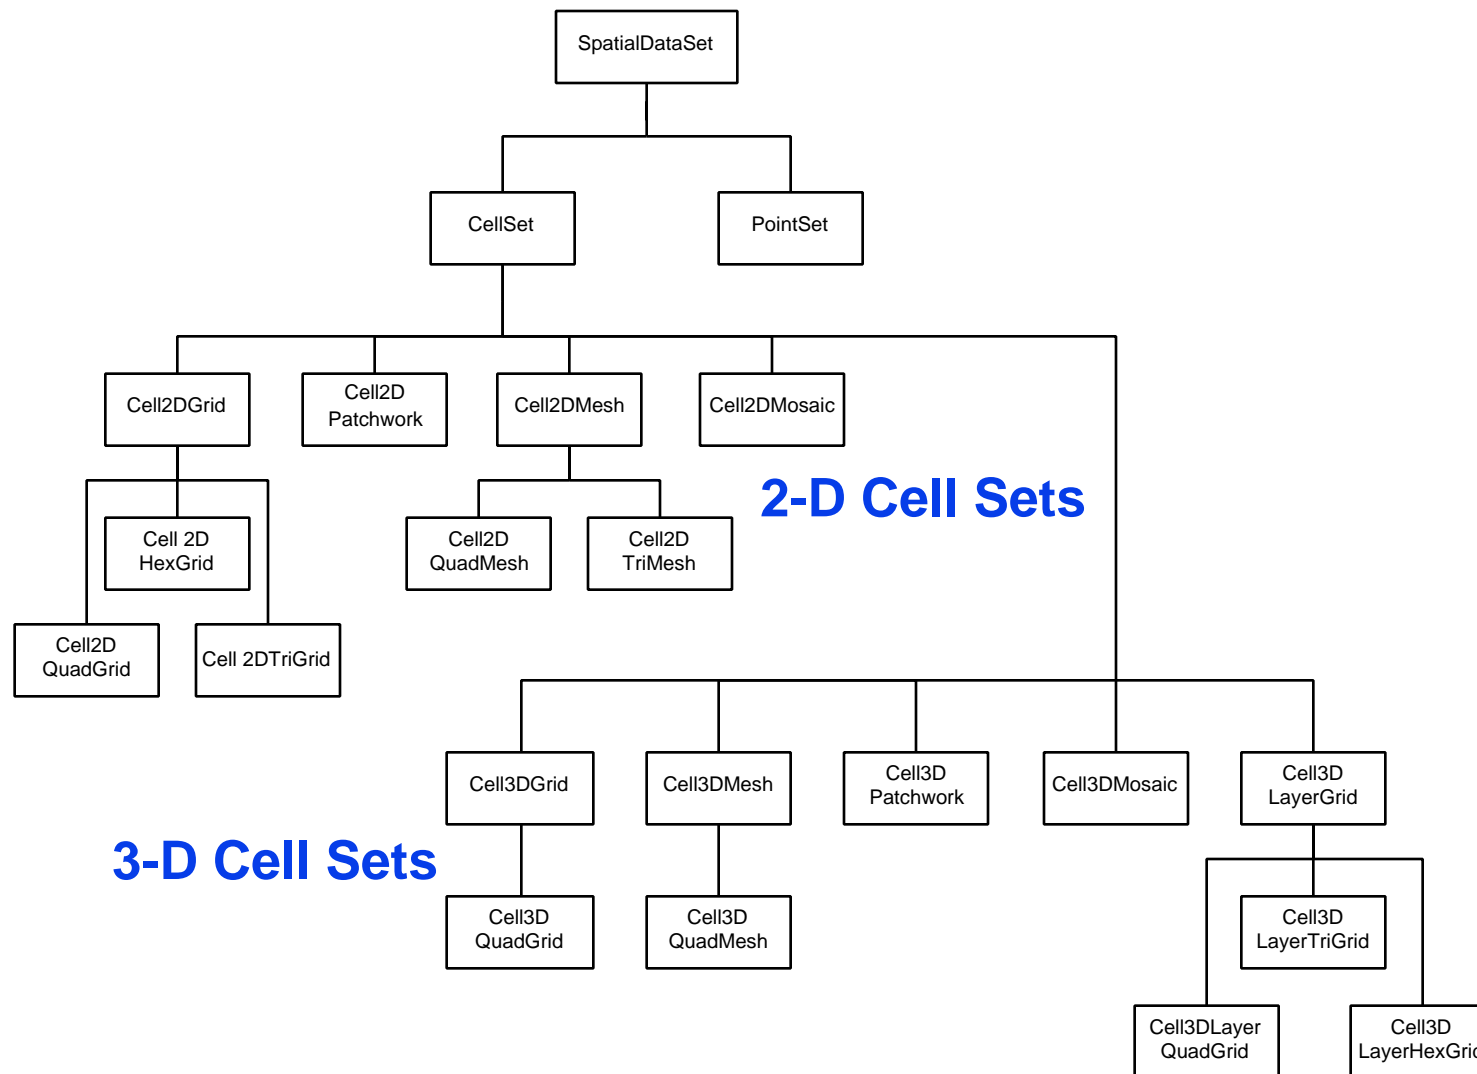 SpatialDataSet
CellSet
PointSet
Cell2DGrid
Cell2D
Patchwork
Cell2DMesh
Cell2DMosaic
2-D Cell Sets
Cell 2D
HexGrid
Cell2D
QuadMesh
Cell2D
TriMesh
Cell2D
QuadGrid
Cell 2DTriGrid
Cell3DGrid
Cell3DMesh
Cell3D
Patchwork
Cell3DMosaic
Cell3D
LayerGrid
3-D Cell Sets
Cell3D
QuadGrid
Cell3D
QuadMesh
Cell3D
LayerTriGrid
Cell3DLayer
QuadGrid
Cell3D
LayerHexGrid